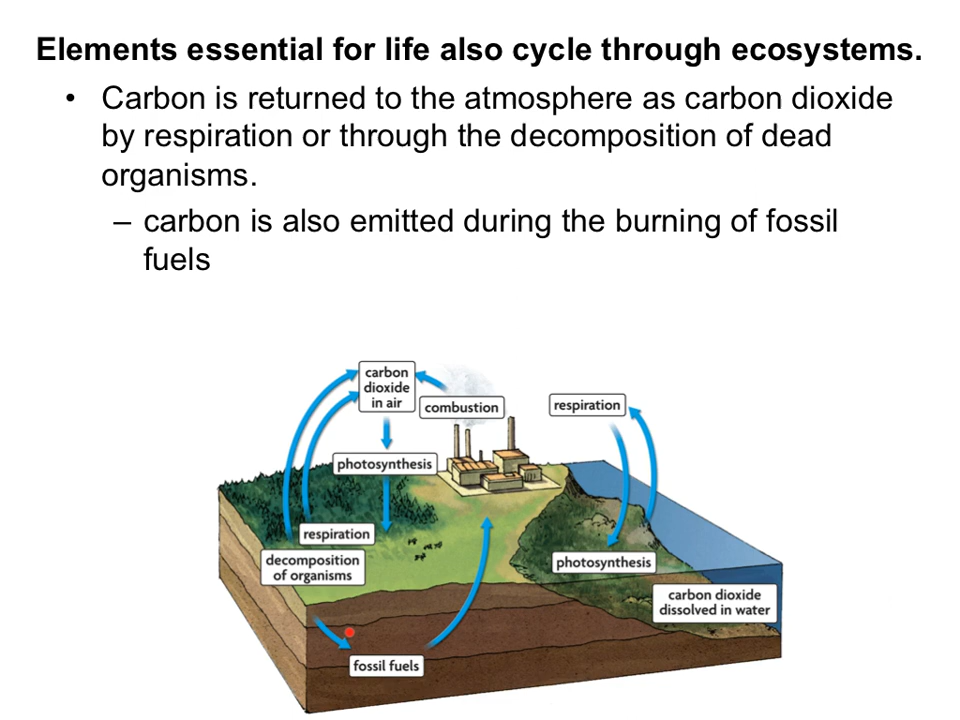 Elements essential for life also cycle through ecosystems.
• Carbon is returned to the atmosphere as carbon dioxide
by respiration or through the decomposition of dead
organisms.
– carbon is also emitted during the burning of fossil
fuels
carbon
dioxide
in air
combustion
respiration
photosynthesis
respiration
decomposition
of organisms
photosynthesis
carbon dioxide
dissolved in water
fossil fuels